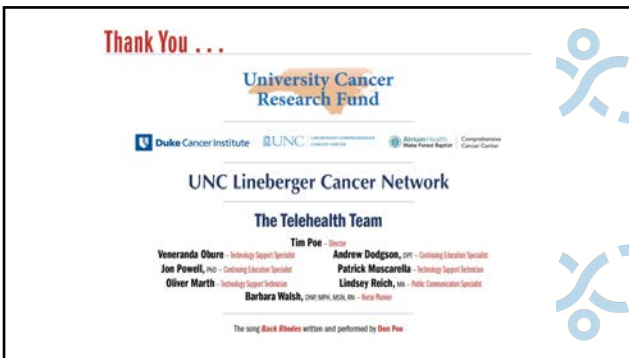 Thank You . . .
University Cancer
Research Fund
Duke Cancer Institute
UNC LINEBERGER COMPREHENSIVE
CANCER CENTER
Atrium Health
Wake Forest Baptist
Comprehensive
Cancer Center
UNC Lineberger Cancer Network
The Telehealth Team
Tim Poe – Director
Veneranda Obure – Technology Support Specialist Andrew Dodgson, DPT – Continuing Education Specialist
Jon Powell, PhD – Continuing Education Specialist Patrick Muscarella – Technology Support Technician
Oliver Marth – Technology Support Technician Lindsey Reich, MA – Public Communication Specialist
Barbara Walsh, DNP, MPH, MSN, RN – Nurse Planner
The song Back Rhodes written and performed by Don Poe